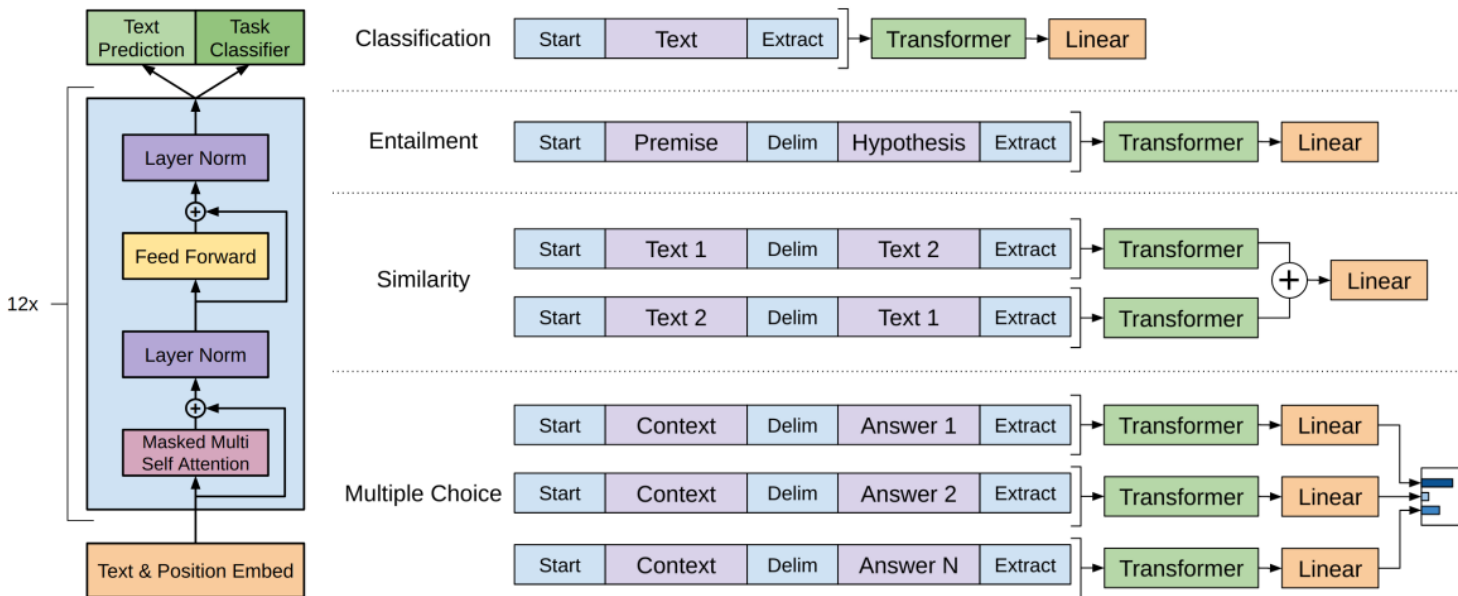 Text
Prediction
Task
Classifier
12x
Layer Norm
+
Feed Forward
Layer Norm
+
Masked Multi
Self Attention
Text & Position Embed
Classification
Start Text Extract Transformer Linear
Entailment
Start Premise Delim Hypothesis Extract Transformer Linear
Similarity
Start Text 1 Delim Text 2 Extract Transformer
+ Linear
Start Text 2 Delim Text 1 Extract Transformer
Multiple Choice
Start Context Delim Answer 1 Extract Transformer Linear
Start Context Delim Answer 2 Extract Transformer Linear
Start Context Delim Answer N Extract Transformer Linear